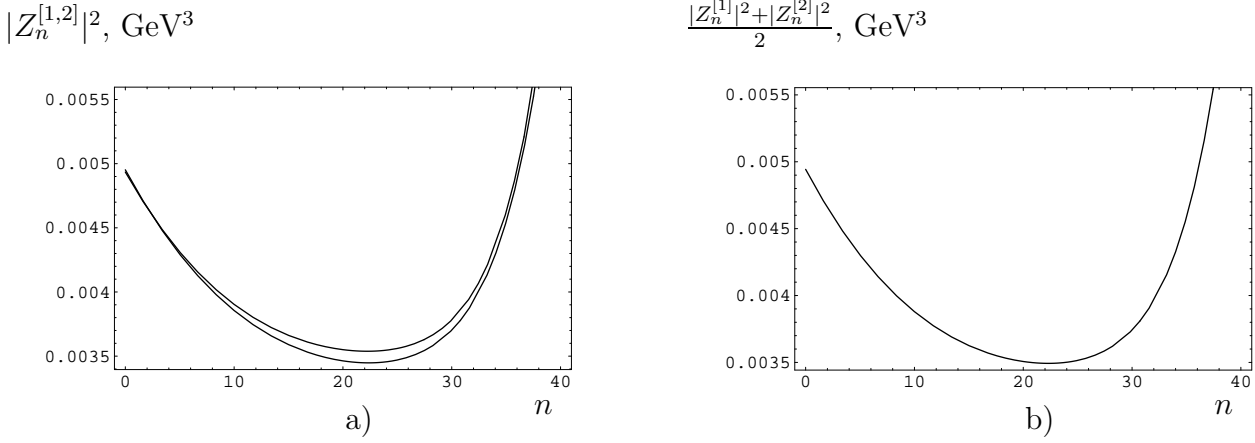 |Z_n^{[1,2]}|^2, GeV^3
0.0055
0.005
0.0045
0.004
0.0035
0 10 20 30 40
n
a)
\frac{|Z_n^{[1]}|^2+|Z_n^{[2]}|^2}{2}, GeV^3
0.0055
0.005
0.0045
0.004
0.0035
0 10 20 30 40
n
b)